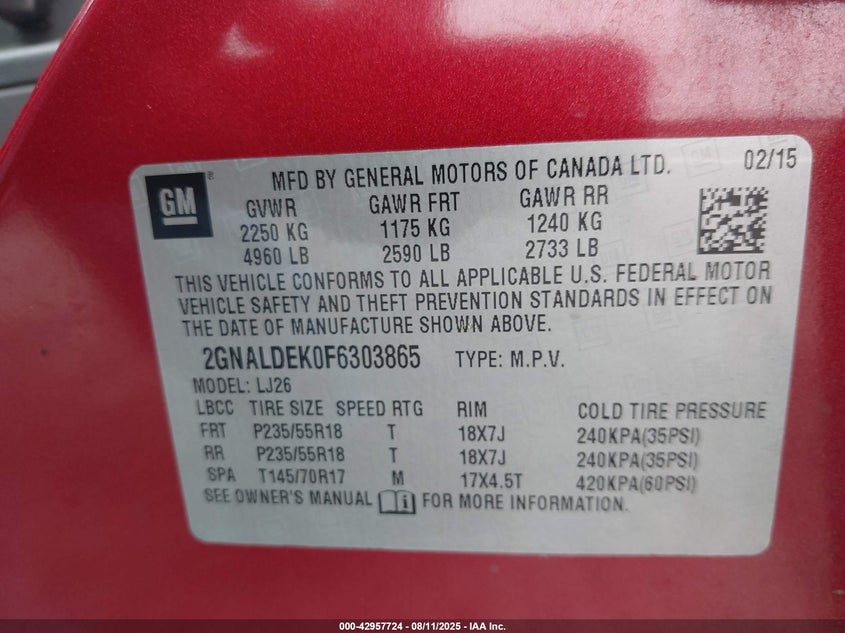 GM ® MFD BY GENERAL MOTORS OF CANADA LTD. 02/15
GVWR GAWR FRT GAWR RR
2250 KG 1175 KG 1240 KG
4960 LB 2590 LB 2733 LB
THIS VEHICLE CONFORMS TO ALL APPLICABLE U.S. FEDERAL MOTOR
VEHICLE SAFETY AND THEFT PREVENTION STANDARDS IN EFFECT ON
THE DATE OF MANUFACTURE SHOWN ABOVE.
2GNALDEK0F6303865 TYPE: M.P.V.
MODEL: LJ26
LBCC TIRE SIZE SPEED RTG RIM COLD TIRE PRESSURE
FRT P235/55R18 T 18X7J 240KPA(35PSI)
RR P235/55R18 T 18X7J 240KPA(35PSI)
SPA T145/70R17 M 17X4.5T 420KPA(60PSI)
SEE OWNER'S MANUAL i FOR MORE INFORMATION.
000-42957724 - 08/11/2025 - IAA Inc.